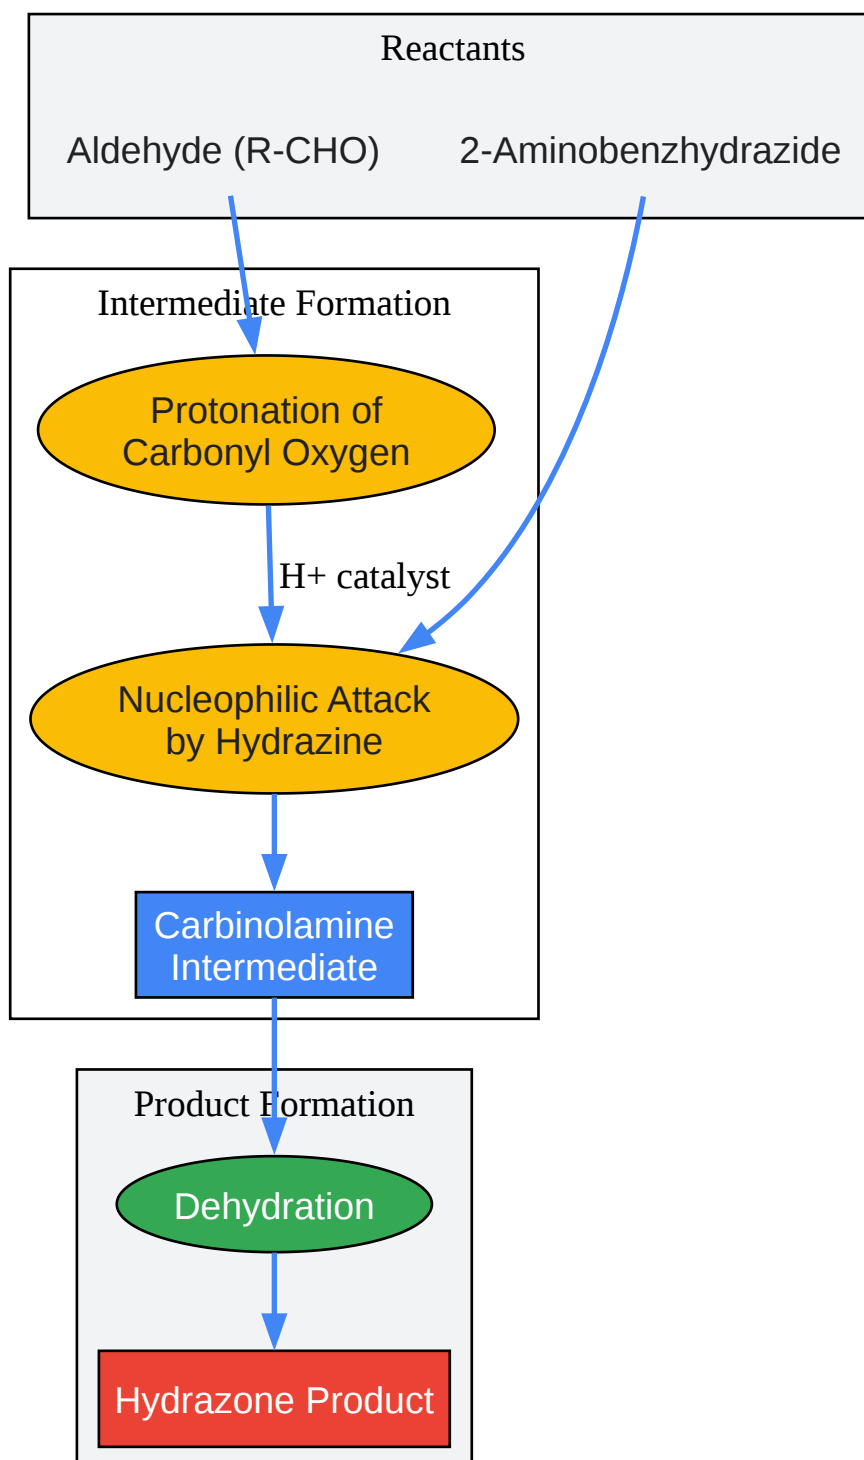 Reactants
Aldehyde (R-CHO)
2-Aminobenzhydrazide
Intermediate Formation
Protonation of
Carbonyl Oxygen
H+ catalyst
Nucleophilic Attack
by Hydrazine
Carbinolamine
Intermediate
Product Formation
Dehydration
Hydrazone Product